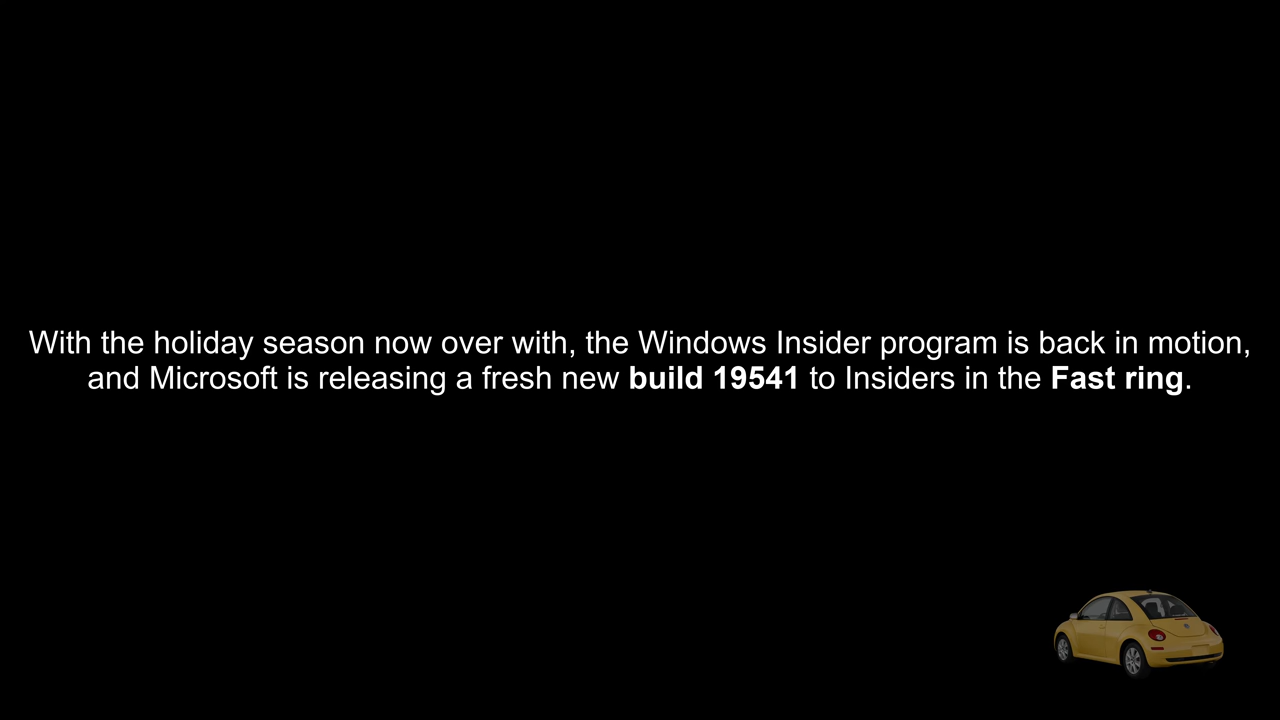 With the holiday season now over with, the Windows Insider program is back in motion,
and Microsoft is releasing a fresh new build 19541 to Insiders in the Fast ring.